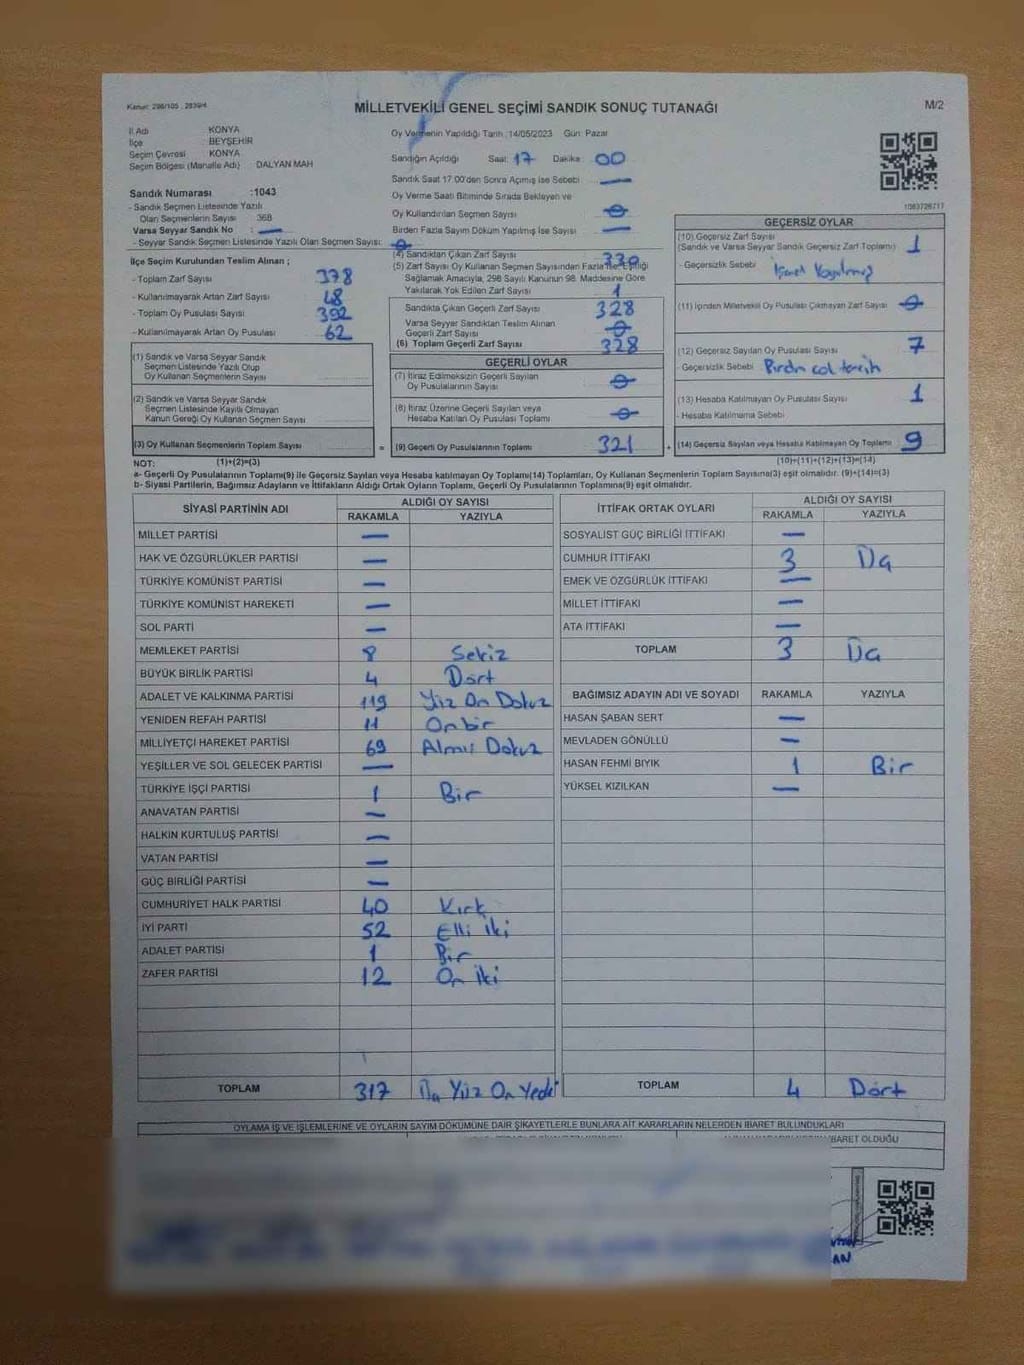 Kanun: 298/105 , 2839/4
MİLLETVEKİLİ GENEL SEÇİMİ SANDIK SONUÇ TUTANAĞI
M/2
İl Adı KONYA
İlçe BEYŞEHİR
Seçim Çevresi KONYA
Seçim Bölgesi (Mahalle Adı) DALYAN MAH
Sandık Numarası :1043
- Sandık Seçmen Listesinde Yazılı
Olan Seçmenlerin Sayısı 368
Varsa Seyyar Sandık No : —
- Seyyar Sandık Seçmen Listesinde Yazılı Olan Seçmen Sayısı:
İlçe Seçim Kurulundan Teslim Alınan ;
- Toplam Zarf Sayısı 378
- Kullanılmayarak Artan Zarf Sayısı 48
- Toplam Oy Pusulası Sayısı 392
- Kullanılmayarak Artan Oy Pusulası 62
Oy Vermenin Yapıldığı Tarih :14/05/2023 Gün: Pazar
Sandığın Açıldığı Saat: 17 Dakika 00
Sandık Saat 17:00'den Sonra Açılmış İse Sebebi —
Oy Verme Saati Bitiminde Sırada Bekleyen ve
Oy Kullandırılan Seçmen Sayısı
Birden Fazla Sayım Döküm Yapılmış İse Sayısı —
(4) Sandıktan Çıkan Zarf Sayısı 330
(5) Zarf Sayısı Oy Kullanan Seçmen Sayısından Fazla ise, Eşitliği
Sağlamak Amacıyla, 298 Sayılı Kanunun 98. Maddesine Göre
Yakılarak Yok Edilen Zarf Sayısı 1
Sandıkta Çıkan Geçerli Zarf Sayısı 328
Varsa Seyyar Sandıktan Teslim Alınan
Geçerli Zarf Sayısı
(6) Toplam Geçerli Zarf Sayısı 328
1063726717
GEÇERSİZ OYLAR
(10) Geçersiz Zarf Sayısı
(Sandık ve Varsa Seyyar Sandık Geçersiz Zarf Toplamı) 1
- Geçersizlik Sebebi
(11) İçinden Milletvekili Oy Pusulası Çıkmayan Zarf Sayısı
(12) Geçersiz Sayılan Oy Pusulası Sayısı 7
- Geçersizlik Sebebi
(13) Hesaba Katılmayan Oy Pusulası Sayısı 1
- Hesaba Katılmama Sebebi
(14) Geçersiz Sayılan veya Hesaba Katılmayan Oy Toplamı 9
(10)+(11)+(12)+(13)=(14)
(1) Sandık ve Varsa Seyyar Sandık
Seçmen Listesinde Yazılı Olup
Oy Kullanan Seçmenlerin Sayısı
(2) Sandık ve Varsa Seyyar Sandık
Seçmen Listesinde Kayıtlı Olmayan
Kanun Gereği Oy Kullanan Seçmen Sayısı
(3) Oy Kullanan Seçmenlerin Toplam Sayısı =
GEÇERLİ OYLAR
(7) İtiraz Edilmeksizin Geçerli Sayılan
Oy Pusulalarının Sayısı
(8) İtiraz Üzerine Geçerli Sayılan veya
Hesaba Katılan Oy Pusulası Toplamı
(9) Geçerli Oy Pusulalarının Toplamı 321 +
NOT: (1)+(2)=(3)
a- Geçerli Oy Pusulalarının Toplamı(9) ile Geçersiz Sayılan veya Hesaba katılmayan Oy Toplamı(14) Toplamları, Oy Kullanan Seçmenlerin Toplam Sayısına(3) eşit olmalıdır. (9)+(14)=(3)
b- Siyasi Partilerin, Bağımsız Adayların ve İttifakların Aldığı Ortak Oyların Toplamı, Geçerli Oy Pusulalarının Toplamına(9) eşit olmalıdır.
SİYASİ PARTİNİN ADI ALDIĞI OY SAYISI
RAKAMLA YAZIYLA
MİLLET PARTİSİ —
HAK VE ÖZGÜRLÜKLER PARTİSİ —
TÜRKİYE KOMÜNİST PARTİSİ —
TÜRKİYE KOMÜNİST HAREKETİ —
SOL PARTİ —
MEMLEKET PARTİSİ 8 Sekiz
BÜYÜK BİRLİK PARTİSİ 4 Dört
ADALET VE KALKINMA PARTİSİ 119 Yüz On Dokuz
YENİDEN REFAH PARTİSİ 11 Onbir
MİLLİYETÇİ HAREKET PARTİSİ 69 Altmış Dokuz
YEŞİLLER VE SOL GELECEK PARTİSİ —
TÜRKİYE İŞÇİ PARTİSİ 1 Bir
ANAVATAN PARTİSİ —
HALKIN KURTULUŞ PARTİSİ —
VATAN PARTİSİ —
GÜÇ BİRLİĞİ PARTİSİ —
CUMHURİYET HALK PARTİSİ 40 Kırk
İYİ PARTİ 52 Elli İki
ADALET PARTİSİ 1 Bir
ZAFER PARTİSİ 12 On İki
TOPLAM 317 Üç Yüz On Yedi
İTTİFAK ORTAK OYLARI ALDIĞI OY SAYISI
RAKAMLA YAZIYLA
SOSYALİST GÜÇ BİRLİĞİ İTTİFAKI —
CUMHUR İTTİFAKI 3 Üç
EMEK VE ÖZGÜRLÜK İTTİFAKI —
MİLLET İTTİFAKI —
ATA İTTİFAKI —
TOPLAM 3 Üç
BAĞIMSIZ ADAYIN ADI VE SOYADI RAKAMLA YAZIYLA
HASAN ŞABAN SERT —
MEVLADEN GÖNÜLLÜ —
HASAN FEHMİ BIYIK 1 Bir
YÜKSEL KIZILKAN —
TOPLAM 4 Dört
OYLAMA İŞ VE İŞLEMLERİNE VE OYLARIN SAYIM DÖKÜMÜNE DAİR ŞİKAYETLERLE BUNLARA AİT KARARLARIN NELERDEN İBARET BULUNDUKLARI
İBARET OLDUĞU